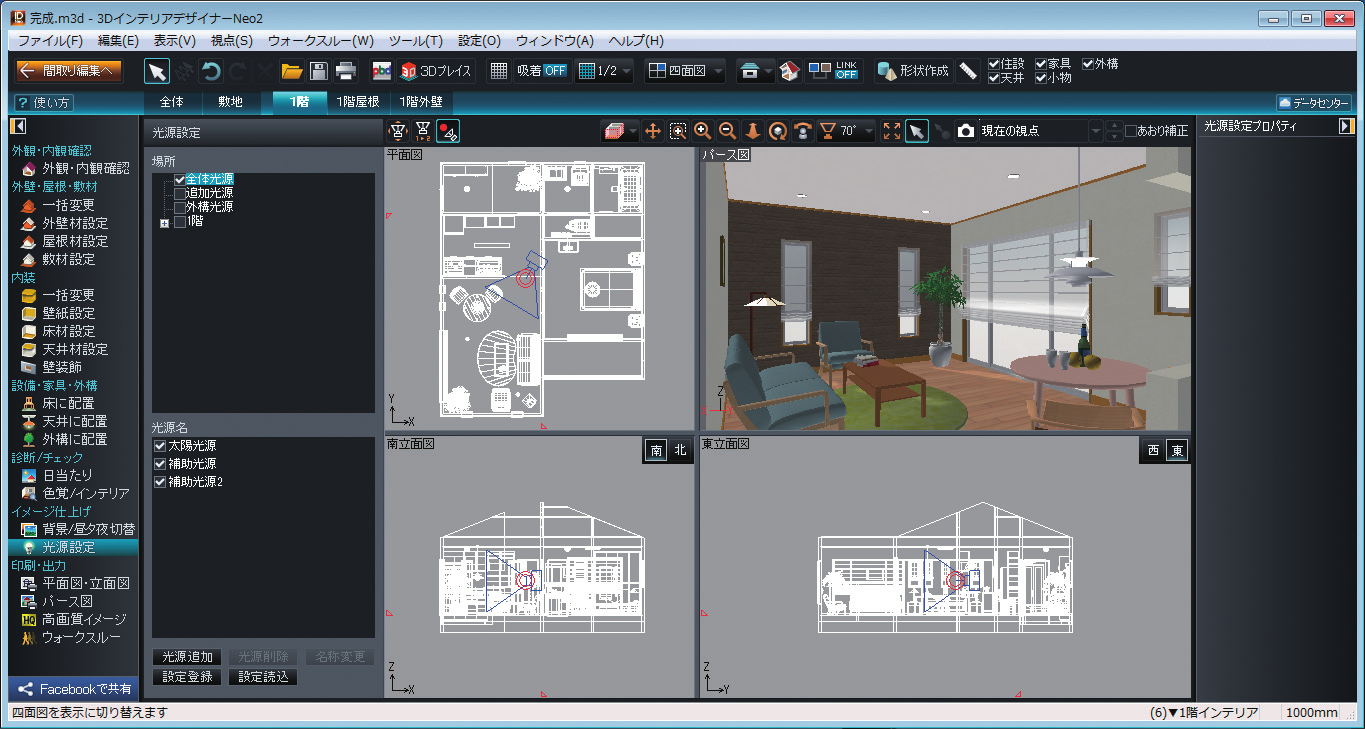 完成.m3d - 3DインテリアデザイナーNeo2
ファイル(F) 編集(E) 表示(V) 視点(S) ウォークスルー(W) ツール(T) 設定(O) ウィンドウ(A) ヘルプ(H)
間取り編集へ abc 3Dプレイス 吸着 OFF 1/2 四面図 LINK OFF 形状作成 住設 家具 外構
天井 小物
? 使い方 全体 敷地 1階 1階屋根 1階外壁 データセンター
光源設定 70° 現在の視点 あおり補正 光源設定プロパティ
外観・内観確認
外観・内観確認
外壁・屋根・敷材
一括変更
外壁材設定
屋根材設定
敷材設定
内装
一括変更
壁紙設定
床材設定
天井材設定
壁装飾
設備・家具・外構
床に配置
天井に配置
外構に配置
診断/チェック
日当たり
色覚/インテリア
イメージ仕上げ
背景/昼夕夜切替
光源設定
印刷・出力
平面図・立面図
パース図
HQ 高画質イメージ
ウォークスルー
Facebookで共有
場所
全体光源
追加光源
外構光源
1階
光源名
太陽光源
補助光源
補助光源2
光源追加 光源削除 名称変更
設定登録 設定読込
平面図
Y
X
パース図
Z
南立面図 南 北
Z
X
東立面図 西 東
Z
Y
四面図を表示に切り替えます (6)▼1階インテリア 1000mm